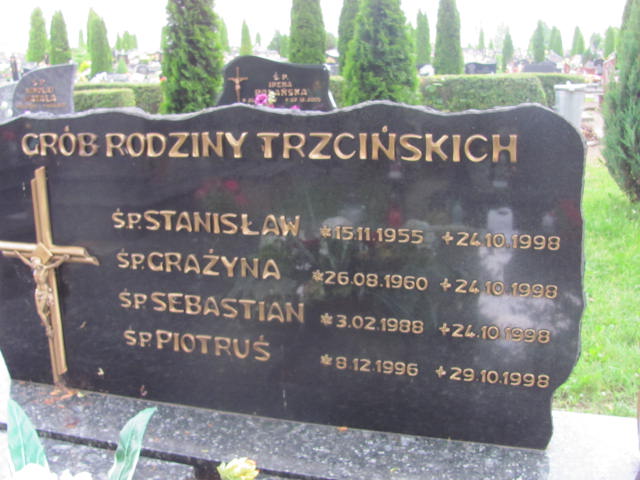 GRÓB RODZINY TRZCIŃSKICH
Ś.P. STANISŁAW *15.11.1955 +24.10.1998
Ś.P. GRAŻYNA *26.08.1960 +24.10.1998
Ś.P. SEBASTIAN *3.02.1988 +24.10.1998
Ś.P. PIOTRUŚ *8.12.1996 +29.10.1998
Ś.P.
IRENA